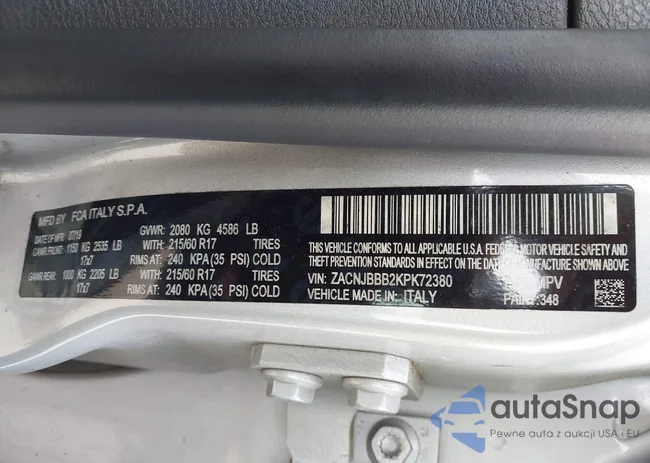 MFD BY FCA ITALY S.P.A.
DATE OF MFR 07/19 GVWR: 2080 KG 4586 LB
GAWR FRONT: 1150 KG 2535 LB WITH: 215/60 R17 TIRES
17x7 RIMS AT: 240 KPA (35 PSI) COLD
GAWR REAR: 1000 KG 2205 LB WITH: 215/60 R17 TIRES
17x7 RIMS AT: 240 KPA (35 PSI) COLD
THIS VEHICLE CONFORMS TO ALL APPLICABLE U.S.A. FEDERAL MOTOR VEHICLE SAFETY AND
THEFT PREVENTION STANDARDS IN EFFECT ON THE DATE OF MANUFACTURE SHOWN ABOVE.
VIN: ZACNJBBB2KPK72380 MPV
VEHICLE MADE IN: ITALY PAINT: 348
autaSnap
Pewne auta z aukcji USA i EU